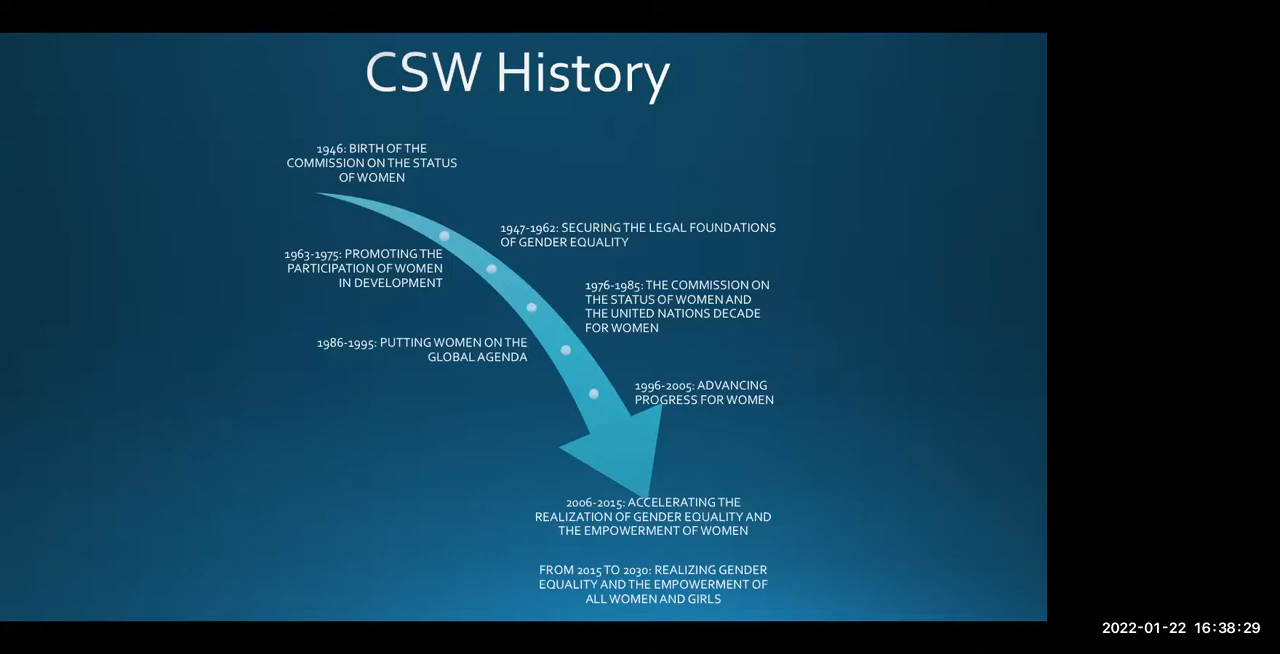 CSW History
1946: BIRTH OF THE
COMMISSION ON THE STATUS
OF WOMEN
1947-1962: SECURING THE LEGAL FOUNDATIONS
OF GENDER EQUALITY
1963-1975: PROMOTING THE
PARTICIPATION OF WOMEN
IN DEVELOPMENT
1976-1985: THE COMMISSION ON
THE STATUS OF WOMEN AND
THE UNITED NATIONS DECADE
FOR WOMEN
1986-1995: PUTTING WOMEN ON THE
GLOBAL AGENDA
1996-2005: ADVANCING
PROGRESS FOR WOMEN
2006-2015: ACCELERATING THE
REALIZATION OF GENDER EQUALITY AND
THE EMPOWERMENT OF WOMEN
FROM 2015 TO 2030: REALIZING GENDER
EQUALITY AND THE EMPOWERMENT OF
ALL WOMEN AND GIRLS
2022-01-22 16:38:29